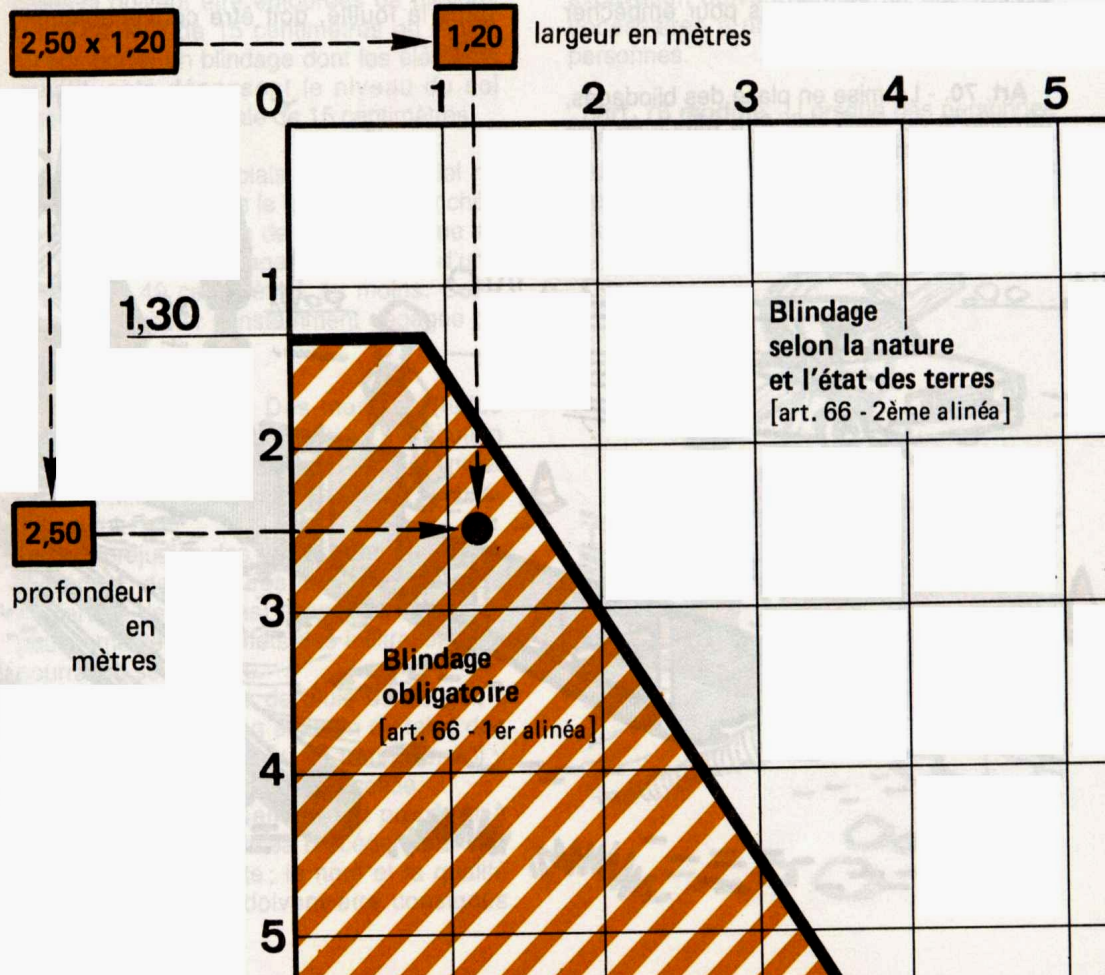 2,50 x 1,20
1,20
largeur en mètres
0
1
2
3
4
5
1
1,30
Blindage
selon la nature
et l'état des terres
[art. 66 - 2ème alinéa]
2
2,50
profondeur
en
mètres
3
Blindage
obligatoire
[art. 66 - 1er alinéa]
4
5